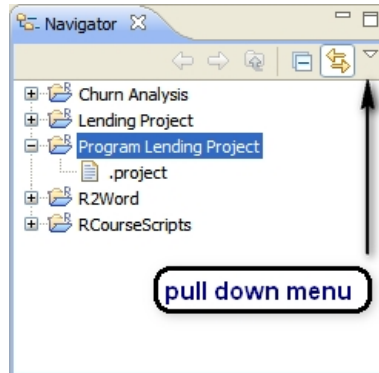 Navigator
Churn Analysis
Lending Project
Program Lending Project
.project
R2Word
RCourseScripts
pull down menu